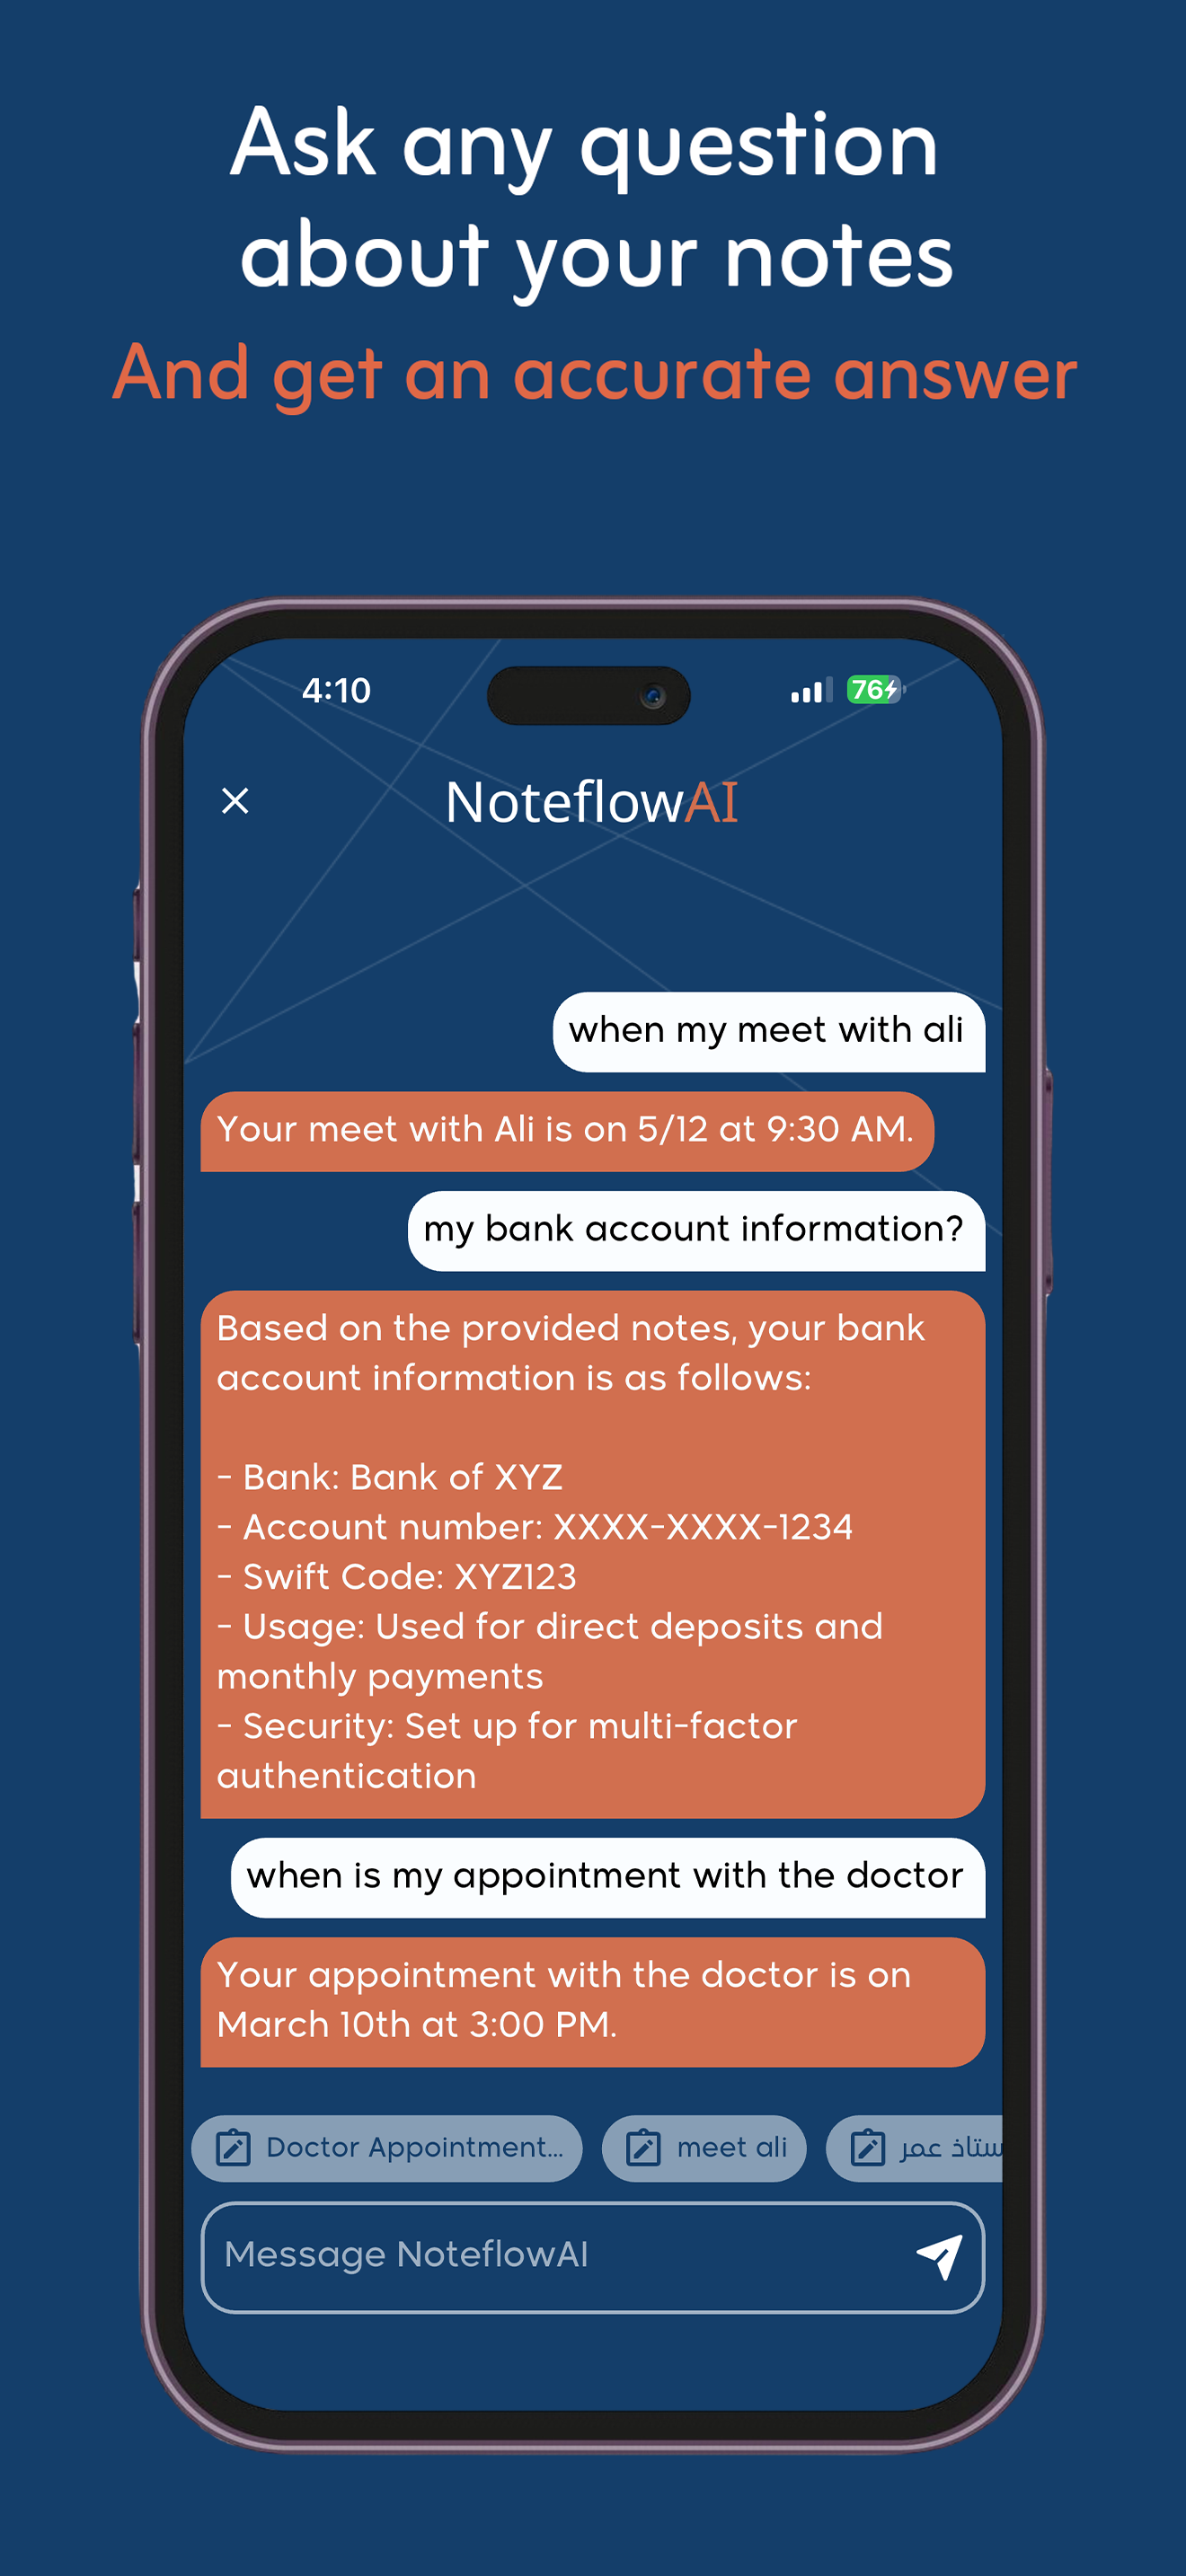 Ask any question
about your notes
And get an accurate answer
4:10
76
NoteflowAI
when my meet with ali
Your meet with Ali is on 5/12 at 9:30 AM.
my bank account information?
Based on the provided notes, your bank
account information is as follows:
- Bank: Bank of XYZ
- Account number: XXXX-XXXX-1234
- Swift Code: XYZ123
- Usage: Used for direct deposits and
monthly payments
- Security: Set up for multi-factor
authentication
when is my appointment with the doctor
Your appointment with the doctor is on
March 10th at 3:00 PM.
Doctor Appointment...
meet ali
ستاذ عمر
Message NoteflowAI